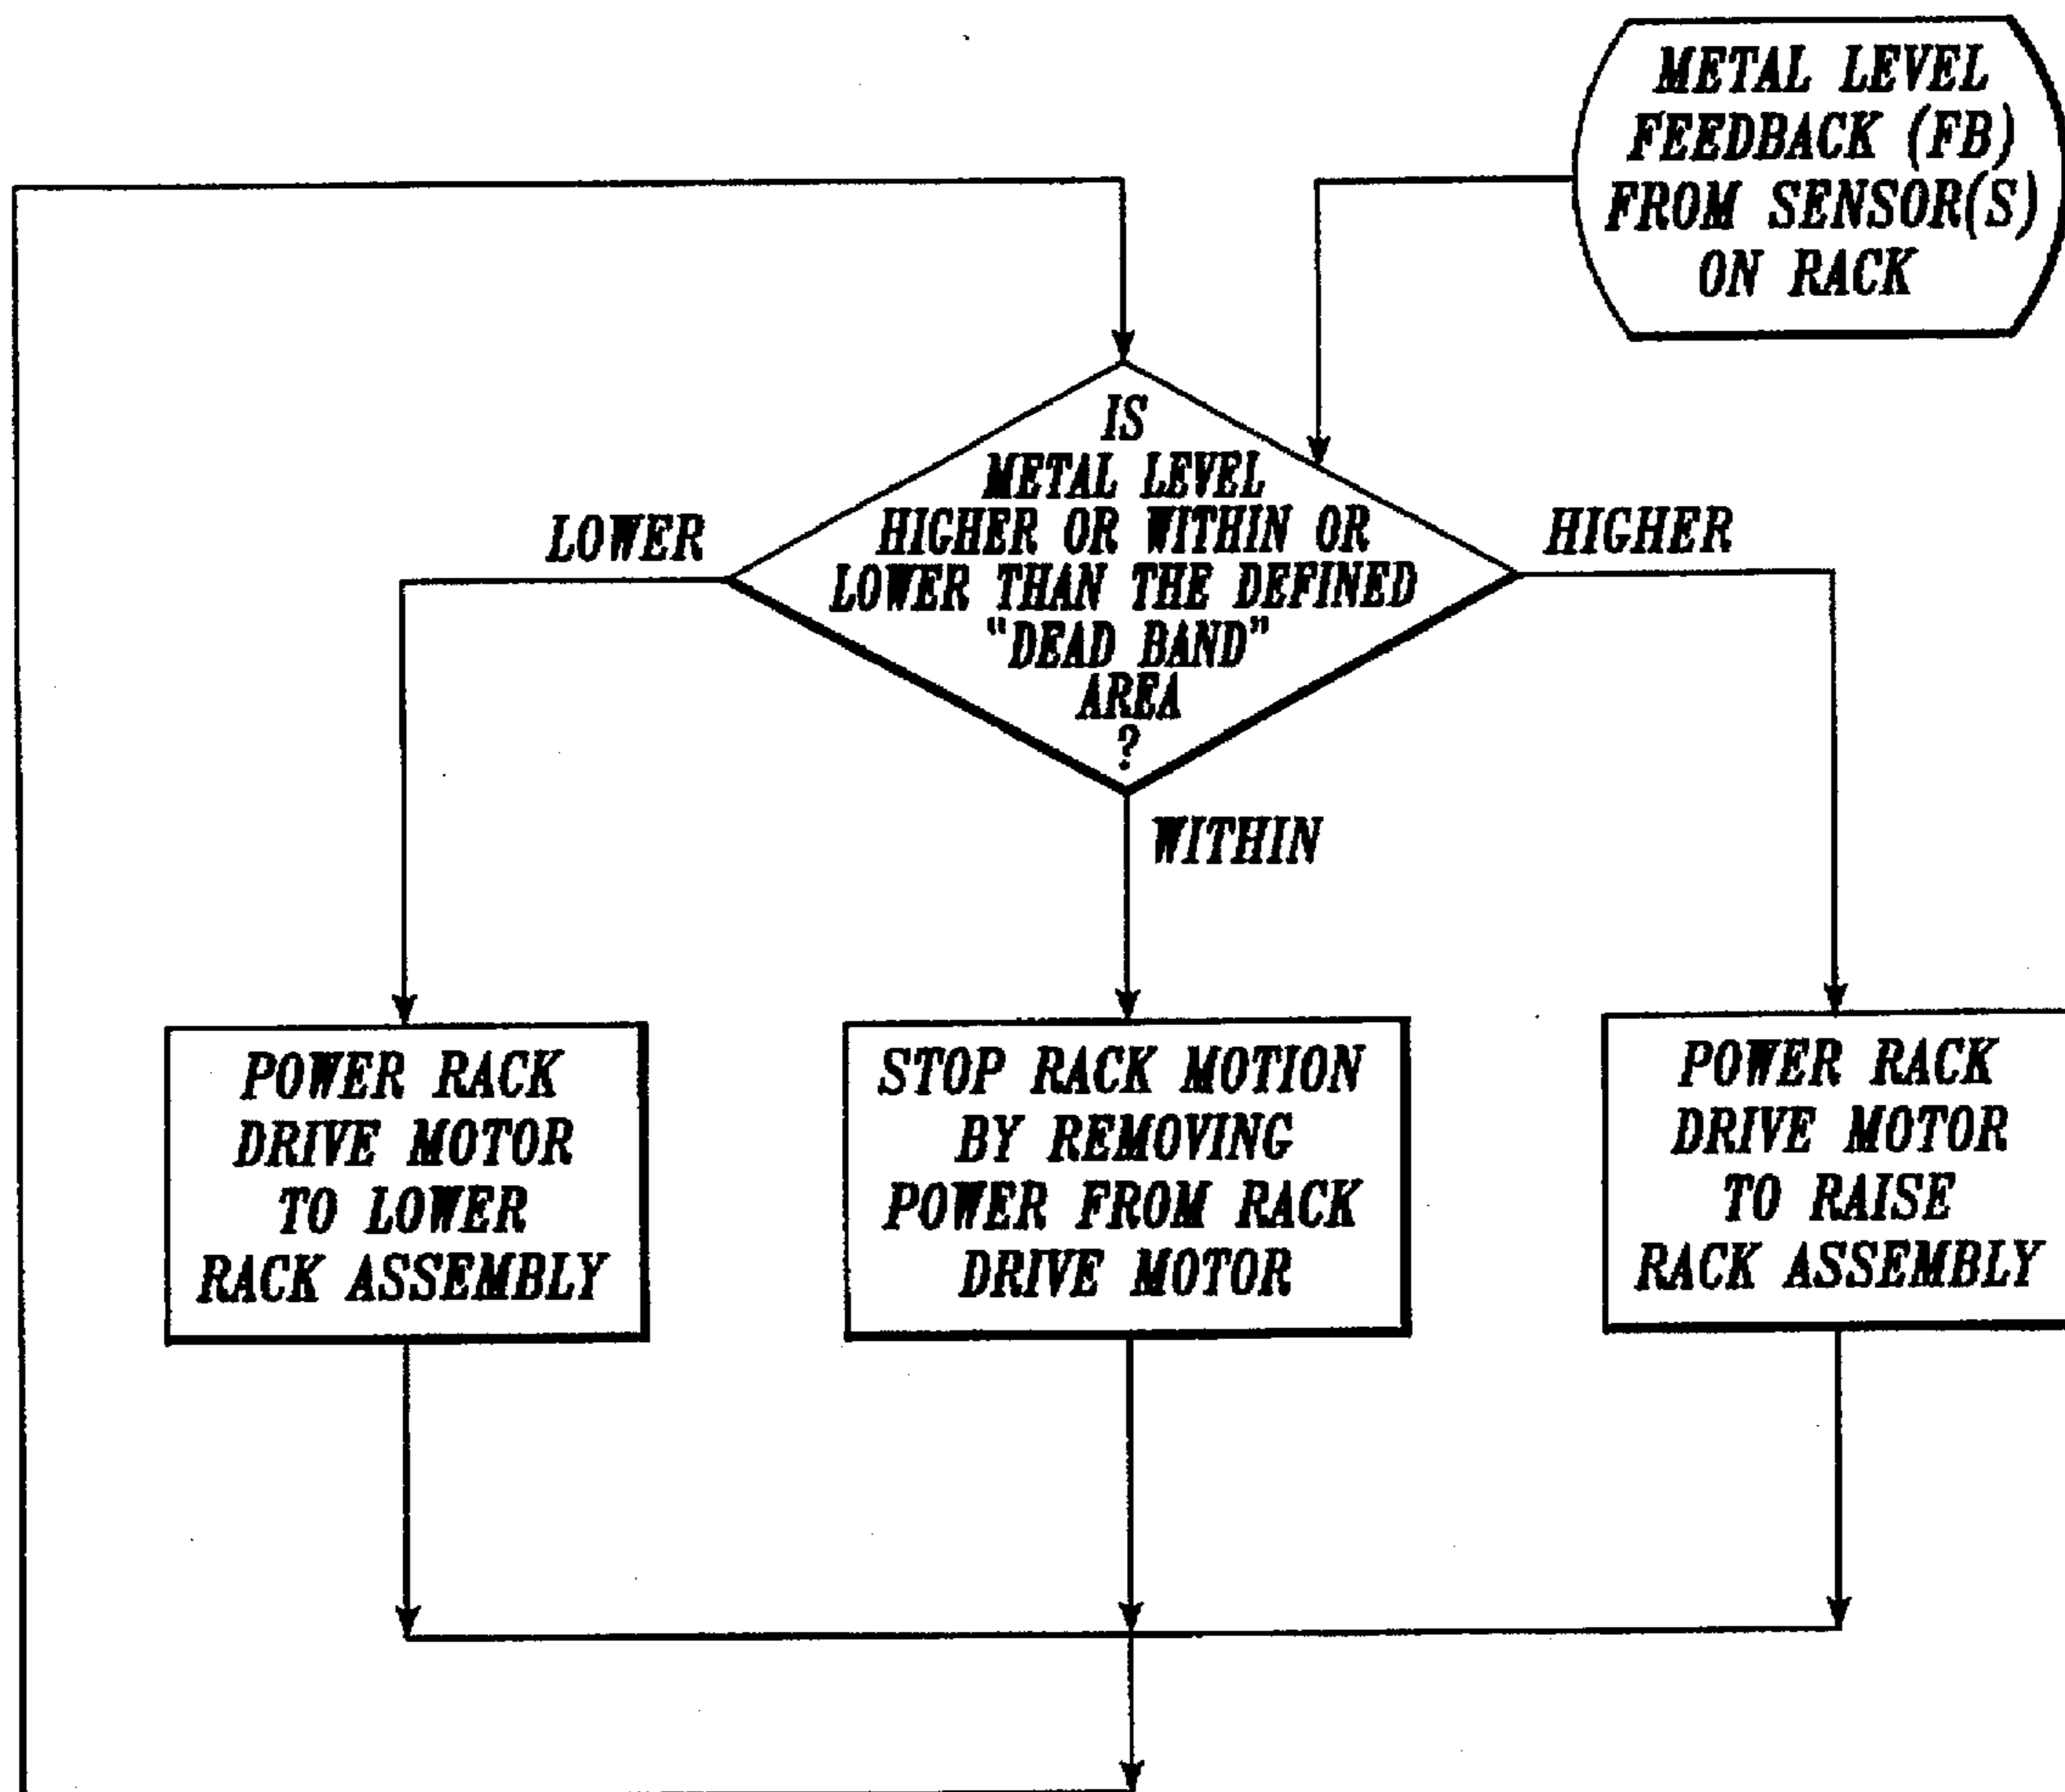 METAL LEVEL
FEEDBACK (FB)
FROM SENSOR(S)
ON RACK
IS
METAL LEVEL
HIGHER OR WITHIN OR
LOWER THAN THE DEFINED
"DEAD BAND"
AREA
?
LOWER
HIGHER
WITHIN
POWER RACK
DRIVE MOTOR
TO LOWER
RACK ASSEMBLY
STOP RACK MOTION
BY REMOVING
POWER FROM RACK
DRIVE MOTOR
POWER RACK
DRIVE MOTOR
TO RAISE
RACK ASSEMBLY